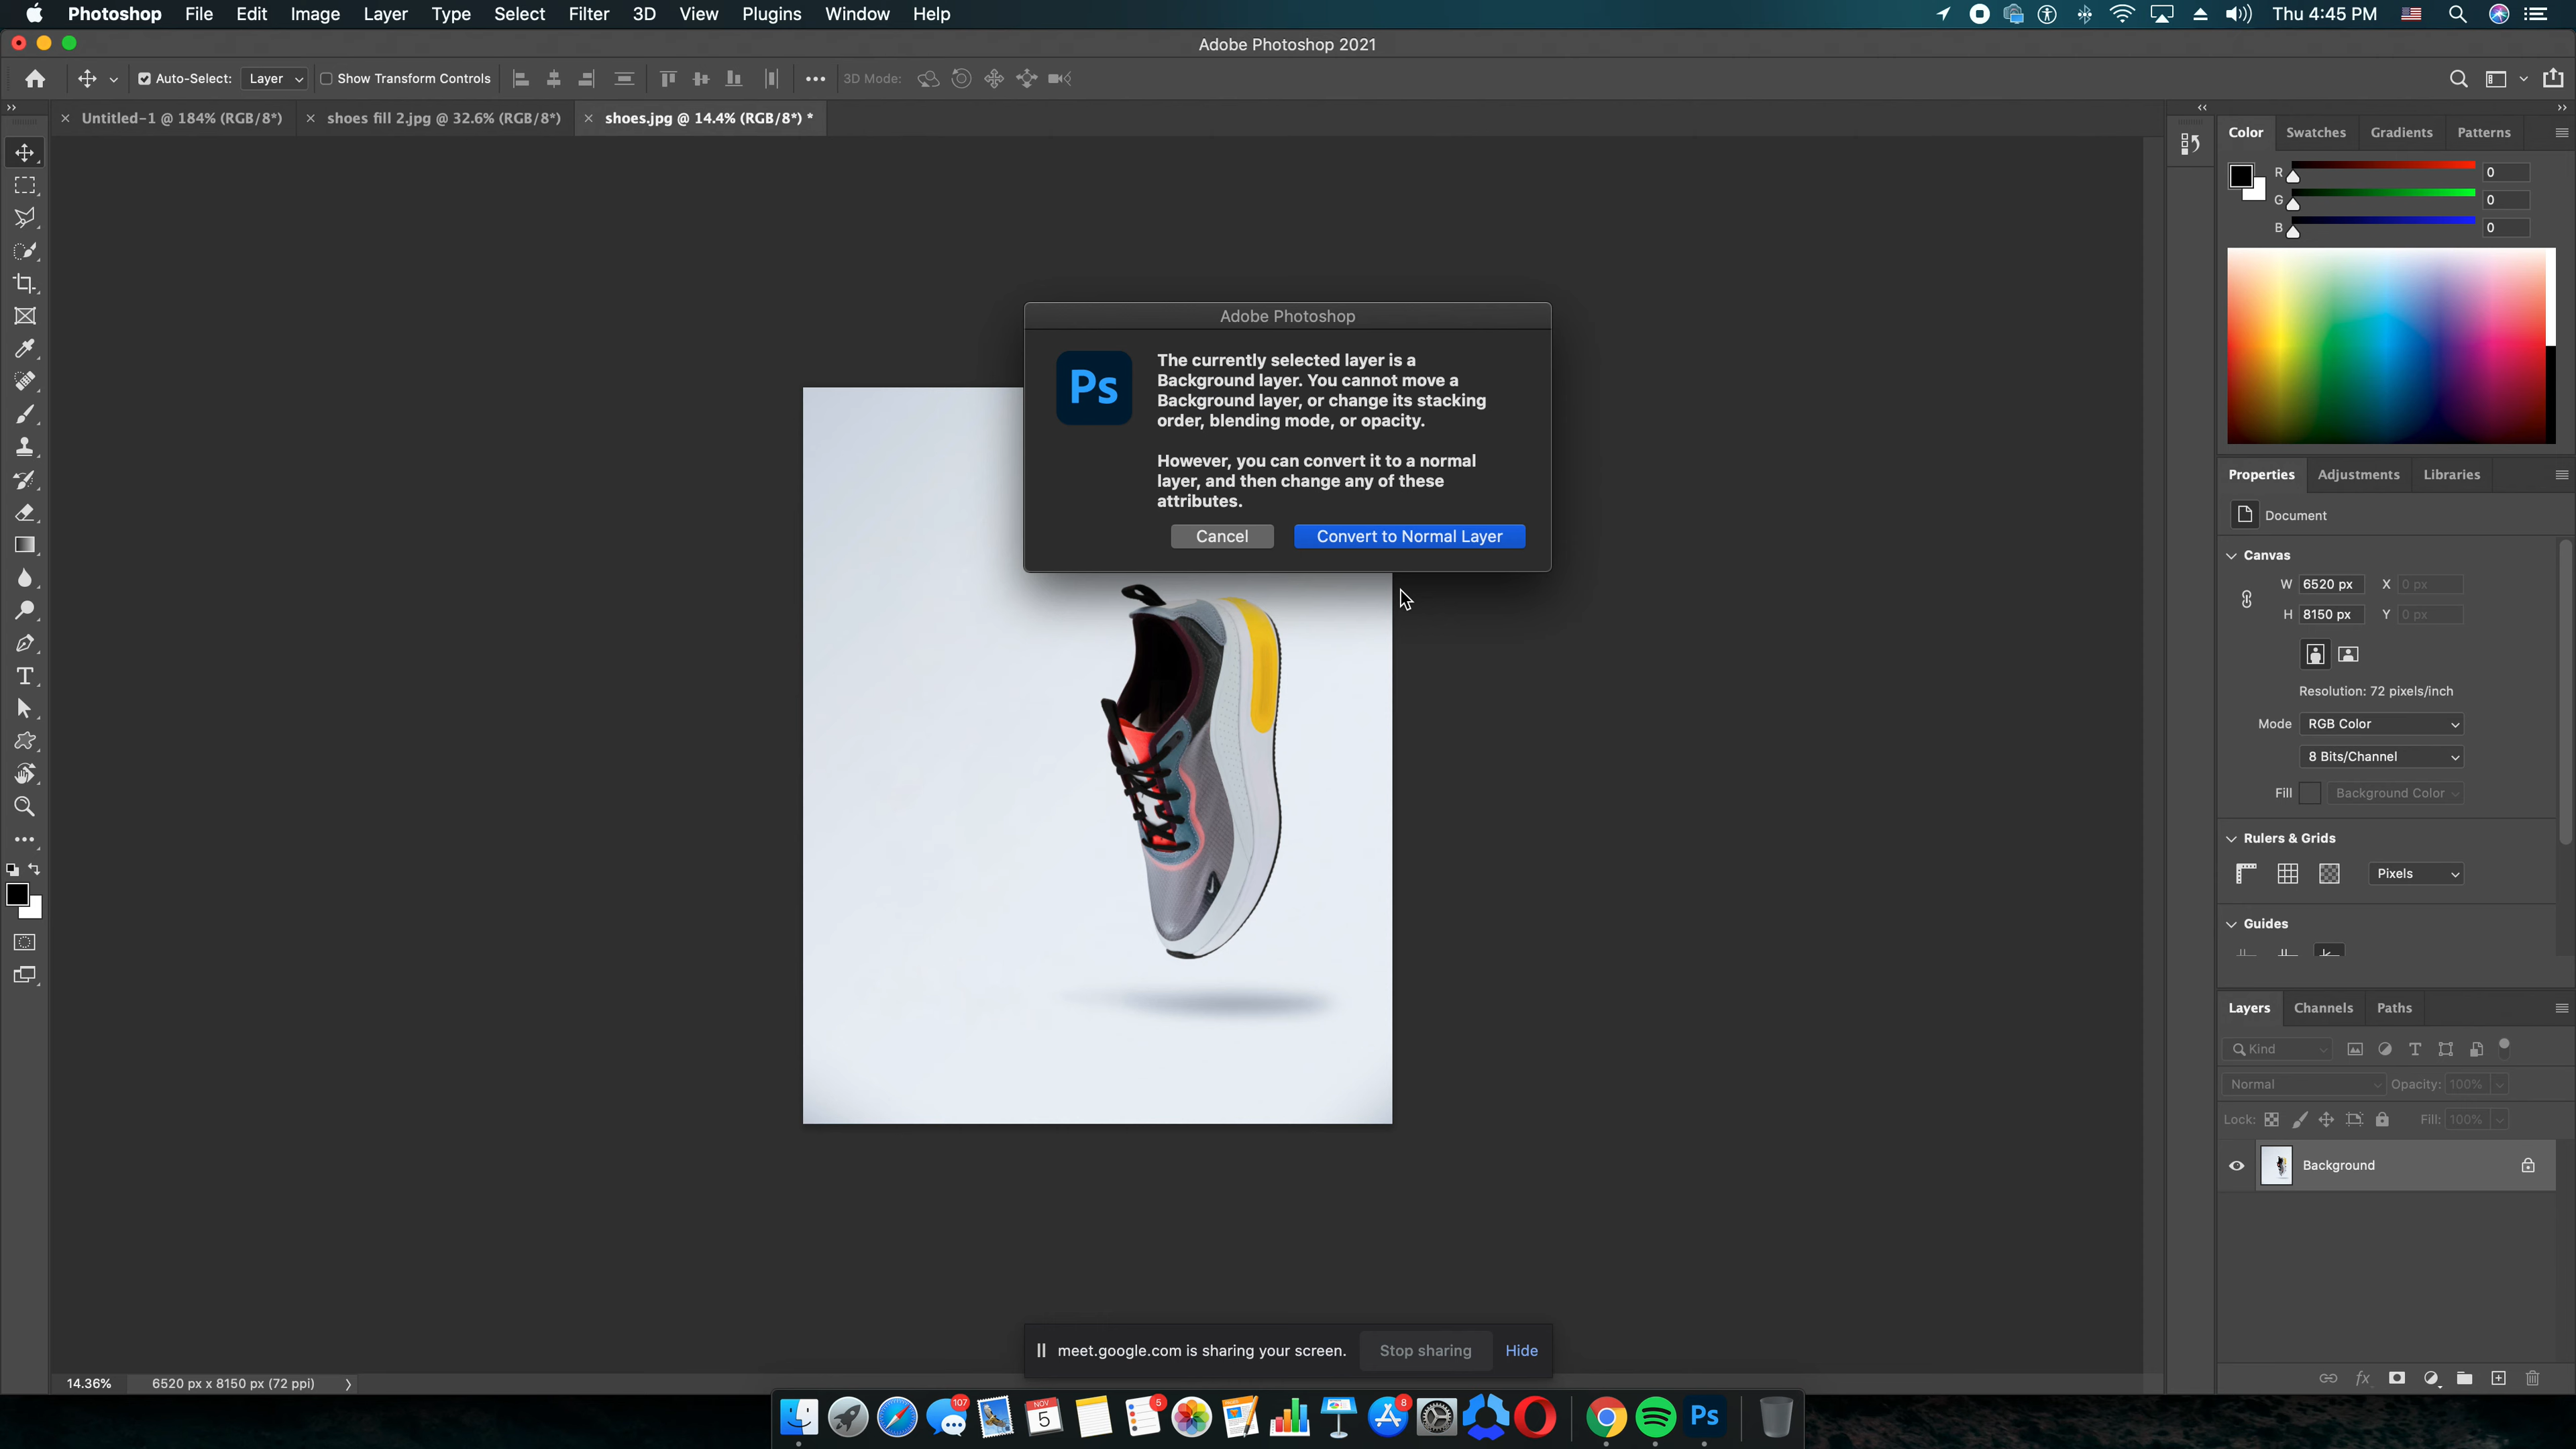 Photoshop File Edit Image Layer Type Select Filter 3D View Plugins Window Help Thu 4:45 PM
Adobe Photoshop 2021
Auto-Select: Layer Show Transform Controls 3D Mode:
Untitled-1 @ 184% (RGB/8*) shoes fill 2.jpg @ 32.6% (RGB/8*) shoes.jpg @ 14.4% (RGB/8*) *
Color Swatches Gradients Patterns
R 0
G 0
B 0
Adobe Photoshop
Ps
The currently selected layer is a
Background layer. You cannot move a
Background layer, or change its stacking
order, blending mode, or opacity.
However, you can convert it to a normal
layer, and then change any of these
attributes.
Cancel Convert to Normal Layer
Properties Adjustments Libraries
Document
Canvas
W 6520 px X 0 px
H 8150 px Y 0 px
Resolution: 72 pixels/inch
Mode RGB Color
8 Bits/Channel
Fill Background Color
Rulers & Grids
Pixels
Guides
Layers Channels Paths
Kind
Normal Opacity: 100%
Lock: Fill: 100%
Background
meet.google.com is sharing your screen. Stop sharing Hide
14.36% 6520 px x 8150 px (72 ppi)
107
NOV
5
5
8
Ps